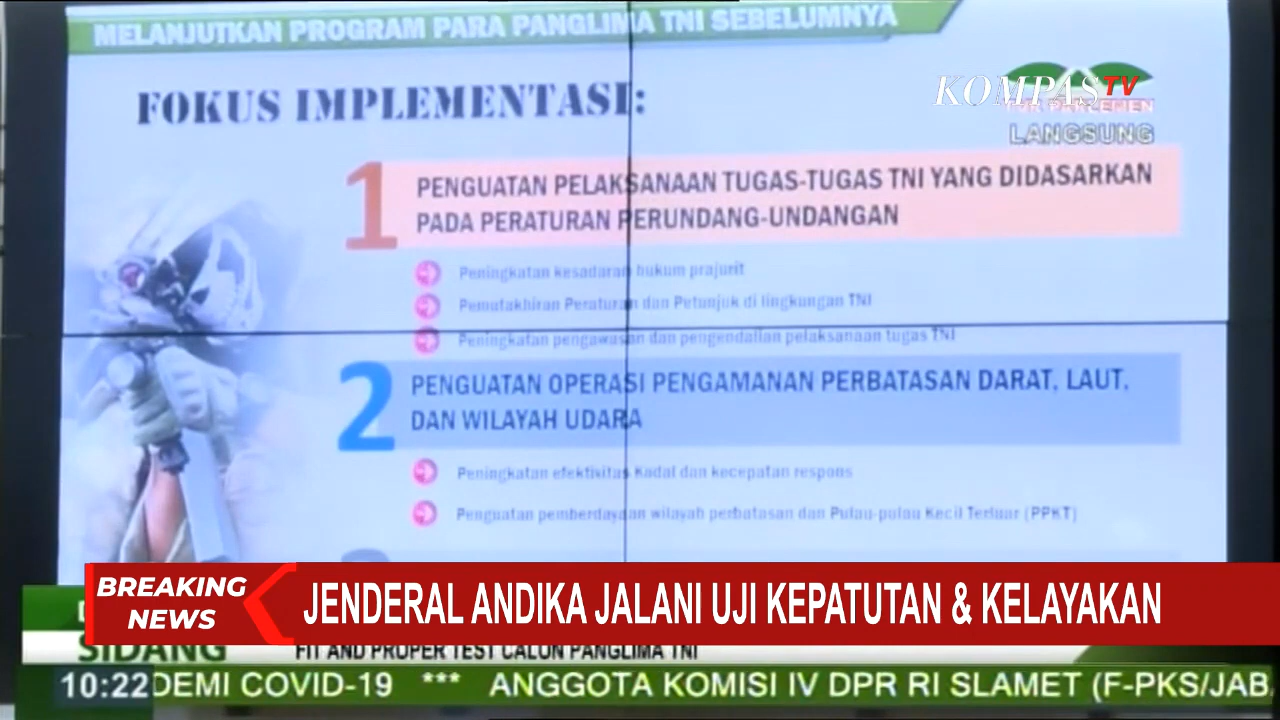 MELANJUTKAN PROGRAM PARA PANGLIMA TNI SEBELUMNYA
FOKUS IMPLEMENTASI:
KOMPAS TV
PARLEMEN
LANGSUNG
1 PENGUATAN PELAKSANAAN TUGAS-TUGAS TNI YANG DIDASARKAN
PADA PERATURAN PERUNDANG-UNDANGAN
Peningkatan kesadaran hukum prajurit
Pemutakhiran Peraturan dan Petunjuk di lingkungan TNI
Peningkatan pengawasan dan pengendalian pelaksanaan tugas TNI
2 PENGUATAN OPERASI PENGAMANAN PERBATASAN DARAT, LAUT,
DAN WILAYAH UDARA
Peningkatan efektivitas Kodal dan kecepatan respons
Penguatan pemberdayaan wilayah perbatasan dan Pulau-pulau Kecil Terluar (PPKT)
BREAKING
NEWS
JENDERAL ANDIKA JALANI UJI KEPATUTAN & KELAYAKAN
SIDANG
FIT AND PROPER TEST CALON PANGLIMA TNI
10:22 DEMI COVID-19 *** ANGGOTA KOMISI IV DPR RI SLAMET (F-PKS/JAB.